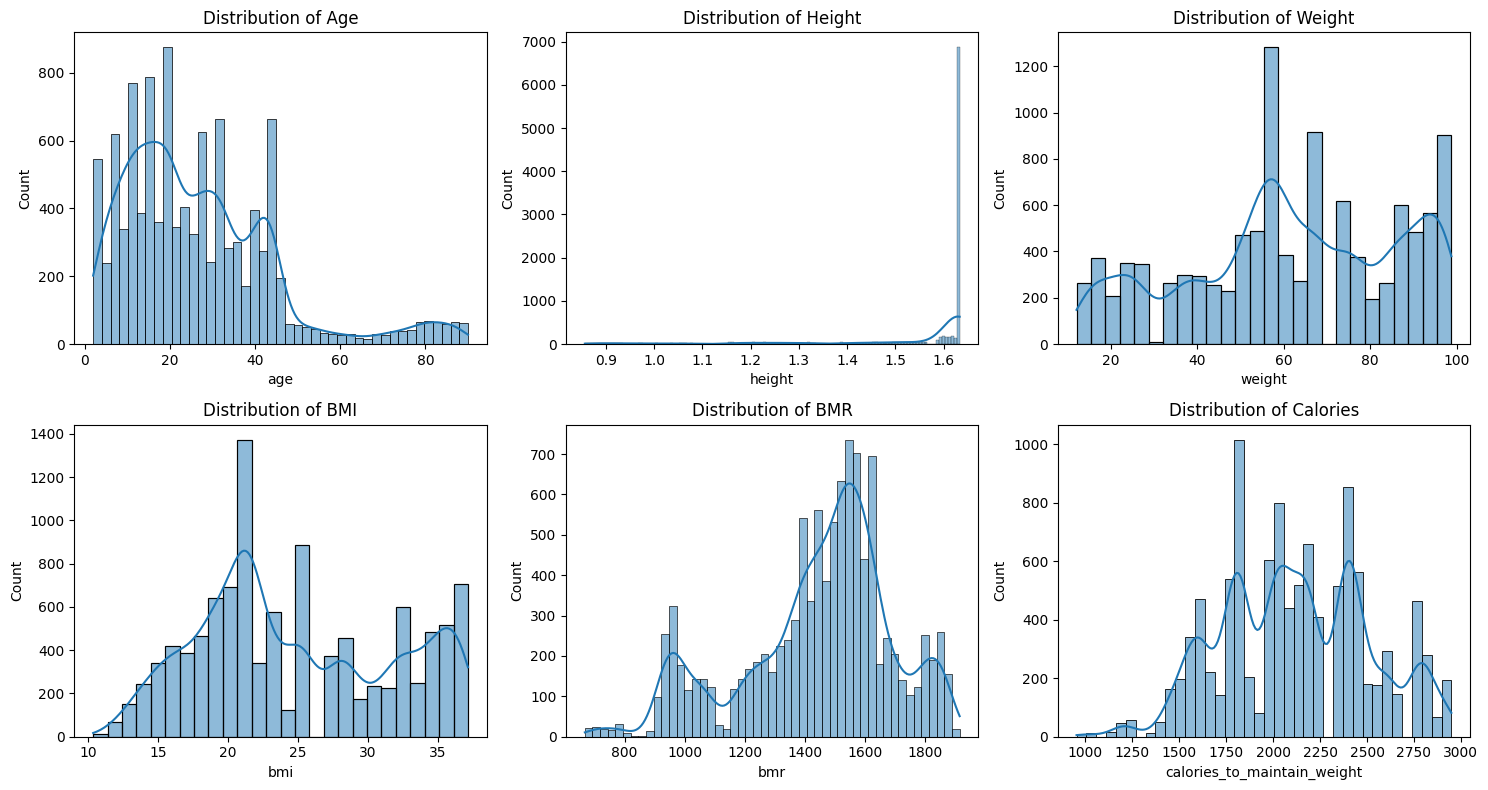 Distribution of Age
Count
800
600
400
200
0
0 20 40 60 80
age
Distribution of Height
Count
7000
6000
5000
4000
3000
2000
1000
0
0.9 1.0 1.1 1.2 1.3 1.4 1.5 1.6
height
Distribution of Weight
Count
1200
1000
800
600
400
200
0
20 40 60 80 100
weight
Distribution of BMI
Count
1400
1200
1000
800
600
400
200
0
10 15 20 25 30 35
bmi
Distribution of BMR
Count
700
600
500
400
300
200
100
0
800 1000 1200 1400 1600 1800
bmr
Distribution of Calories
Count
1000
800
600
400
200
0
1000 1250 1500 1750 2000 2250 2500 2750 3000
calories_to_maintain_weight